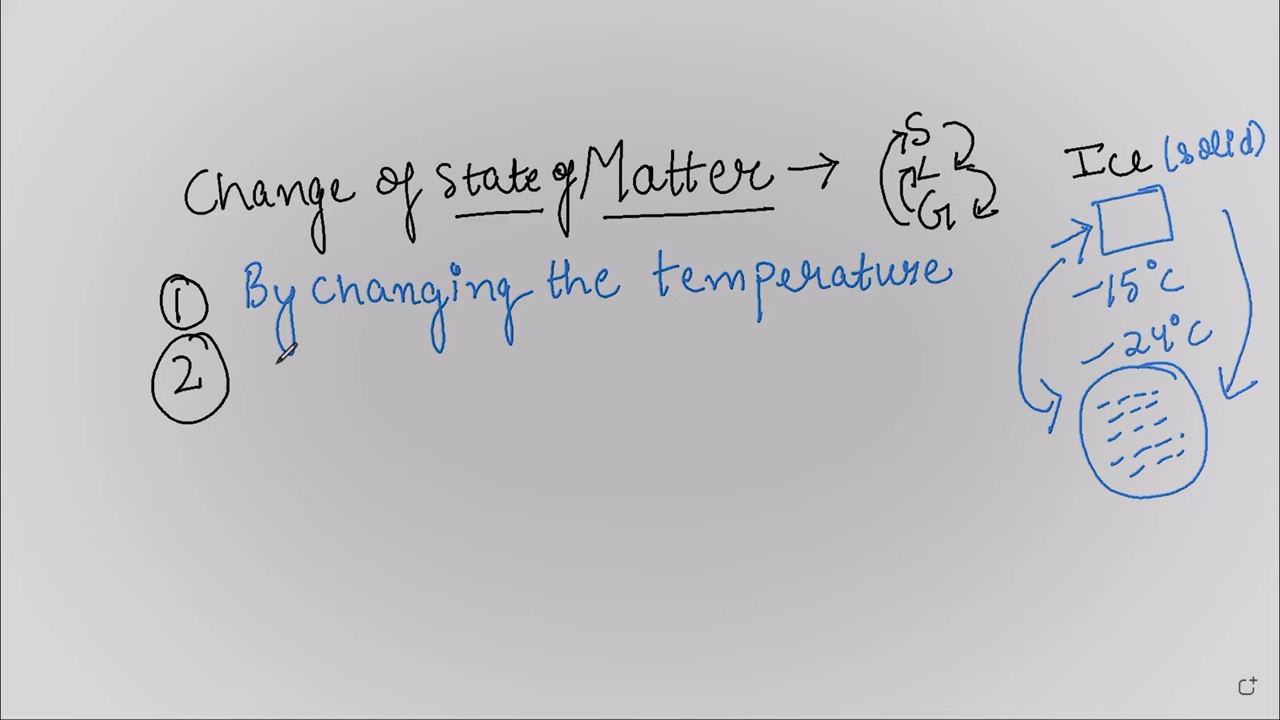 Change of state of Matter → S
L
G
① By changing the temperature
②
Ice (solid)
-15°C
-24°C